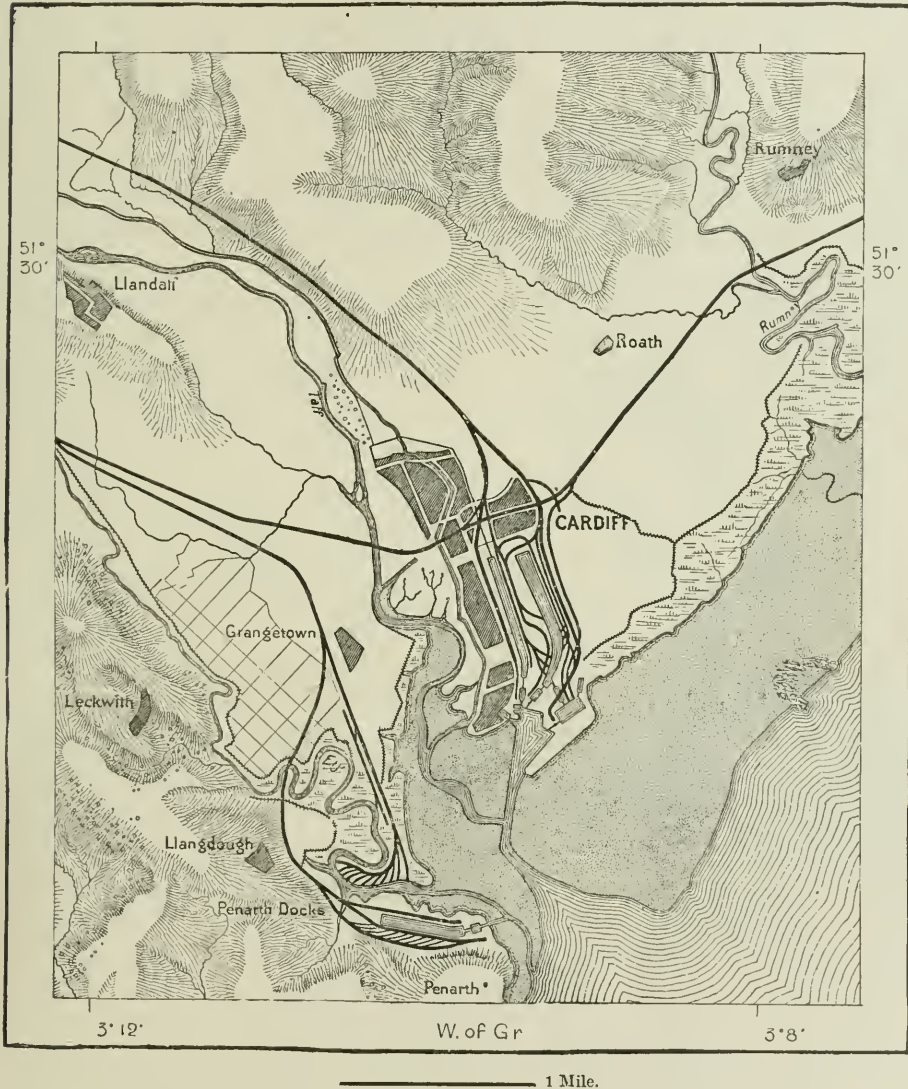 Rumney
51°
30'
51°
30'
Llandaff
Rumney
Roath
Taff
CARDIFF
Grangetown
Leckwith
Ely
Llangdough
Penarth Docks
Penarth
3°12'
W. of Gr
3°8'
1 Mile.